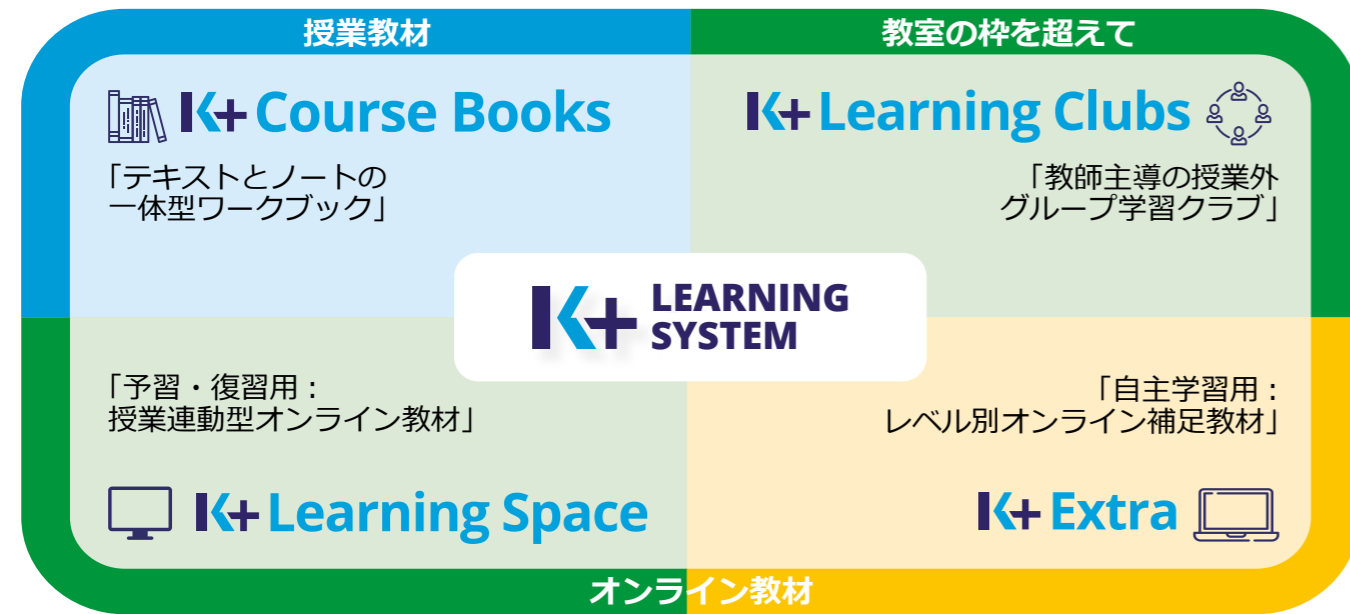 授業教材
教室の枠を超えて
K+ Course Books
K+ Learning Clubs
「テキストとノートの
一体型ワークブック」
「教師主導の授業外
グループ学習クラブ」
K+ LEARNING
SYSTEM
「予習・復習用：
授業連動型オンライン教材」
「自主学習用：
レベル別オンライン補足教材」
K+ Learning Space
K+ Extra
オンライン教材